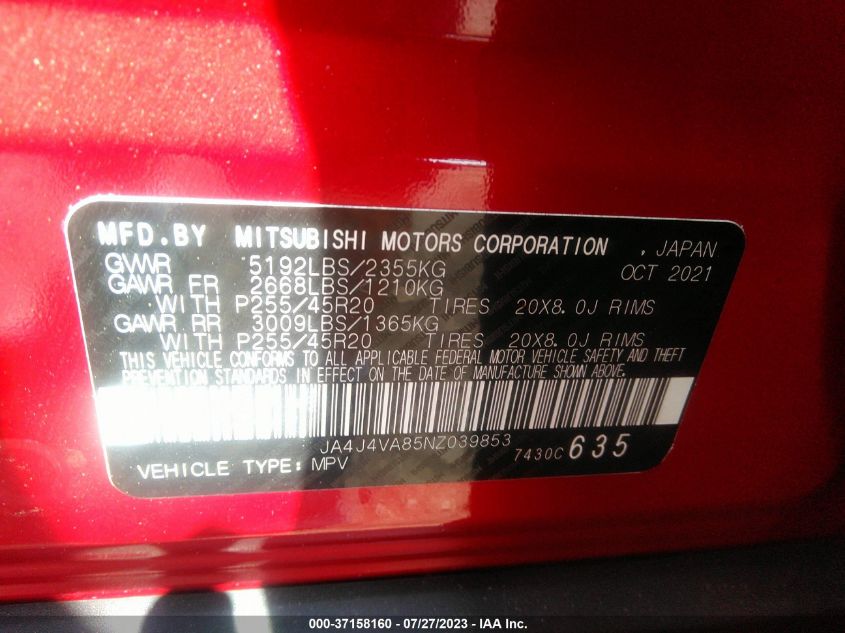 MFD.BY MITSUBISHI MOTORS CORPORATION , JAPAN
GVWR 5192LBS/2355KG OCT 2021
GAWR FR 2668LBS/1210KG
WITH P255/45R20 TIRES 20X8.0J RIMS
GAWR RR 3009LBS/1365KG
WITH P255/45R20 TIRES 20X8.0J RIMS
THIS VEHICLE CONFORMS TO ALL APPLICABLE FEDERAL MOTOR VEHICLE SAFETY AND THEFT
PREVENTION STANDARDS IN EFFECT ON THE DATE OF MANUFACTURE SHOWN ABOVE.
JA4J4VA85NZ039853
VEHICLE TYPE: MPV 7430C 635
000-37158160 - 07/27/2023 - IAA Inc.